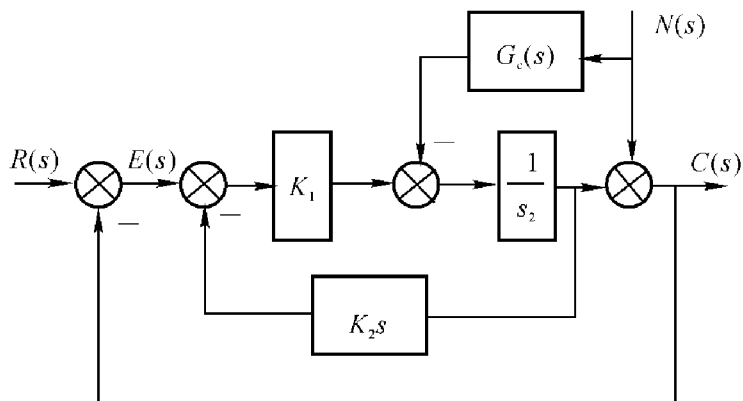 N(s)
G_c(s)
—
R(s)
E(s)
K_1
1
s_2
C(s)
—
—
K_2s